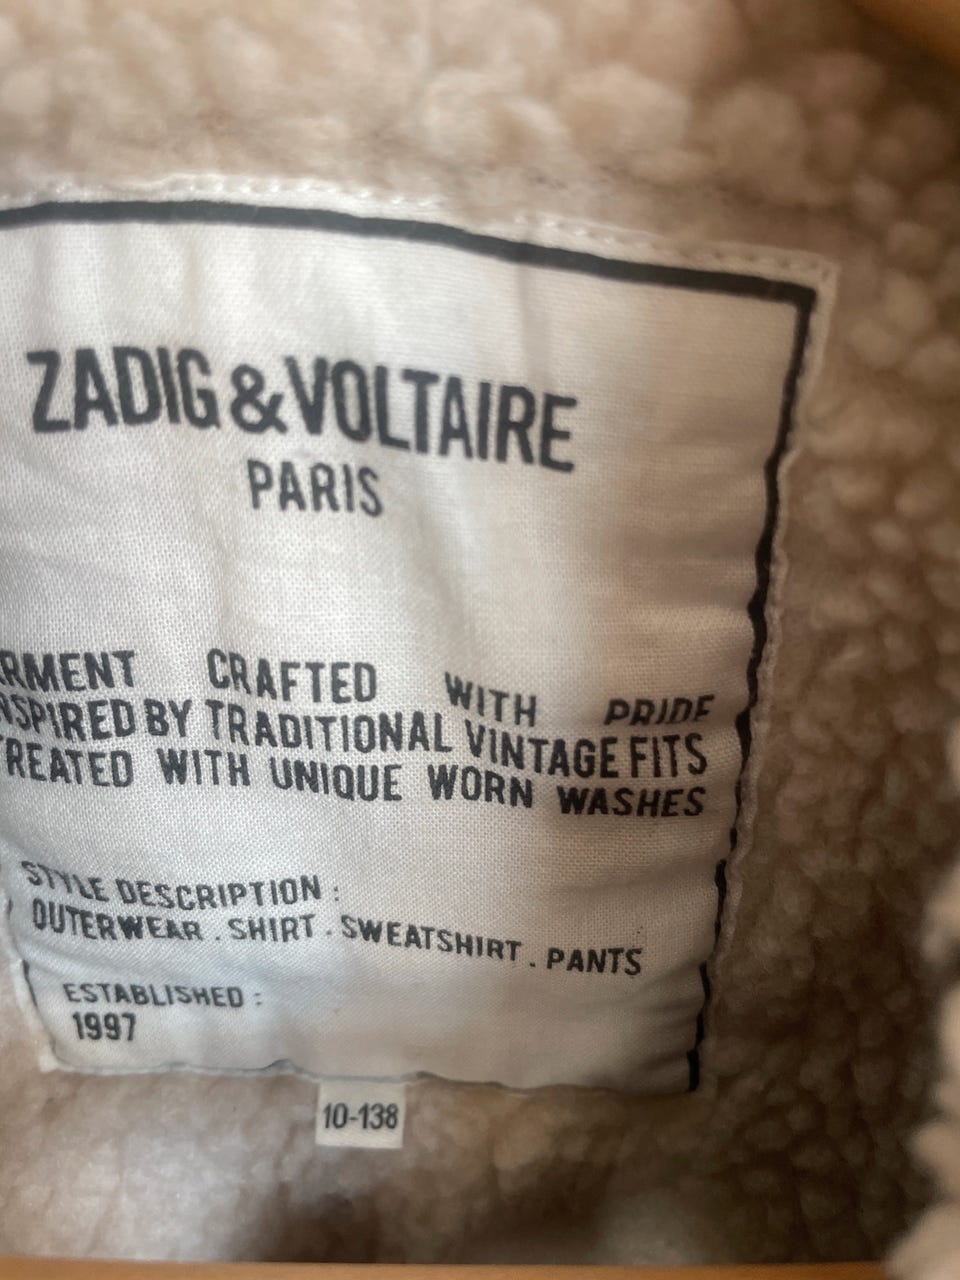 ZADIG & VOLTAIRE
PARIS
RMENT CRAFTED WITH PRIDE
NSPIRED BY TRADITIONAL VINTAGE FITS
TREATED WITH UNIQUE WORN WASHES
STYLE DESCRIPTION :
OUTERWEAR . SHIRT . SWEATSHIRT . PANTS
ESTABLISHED :
1997
10-138